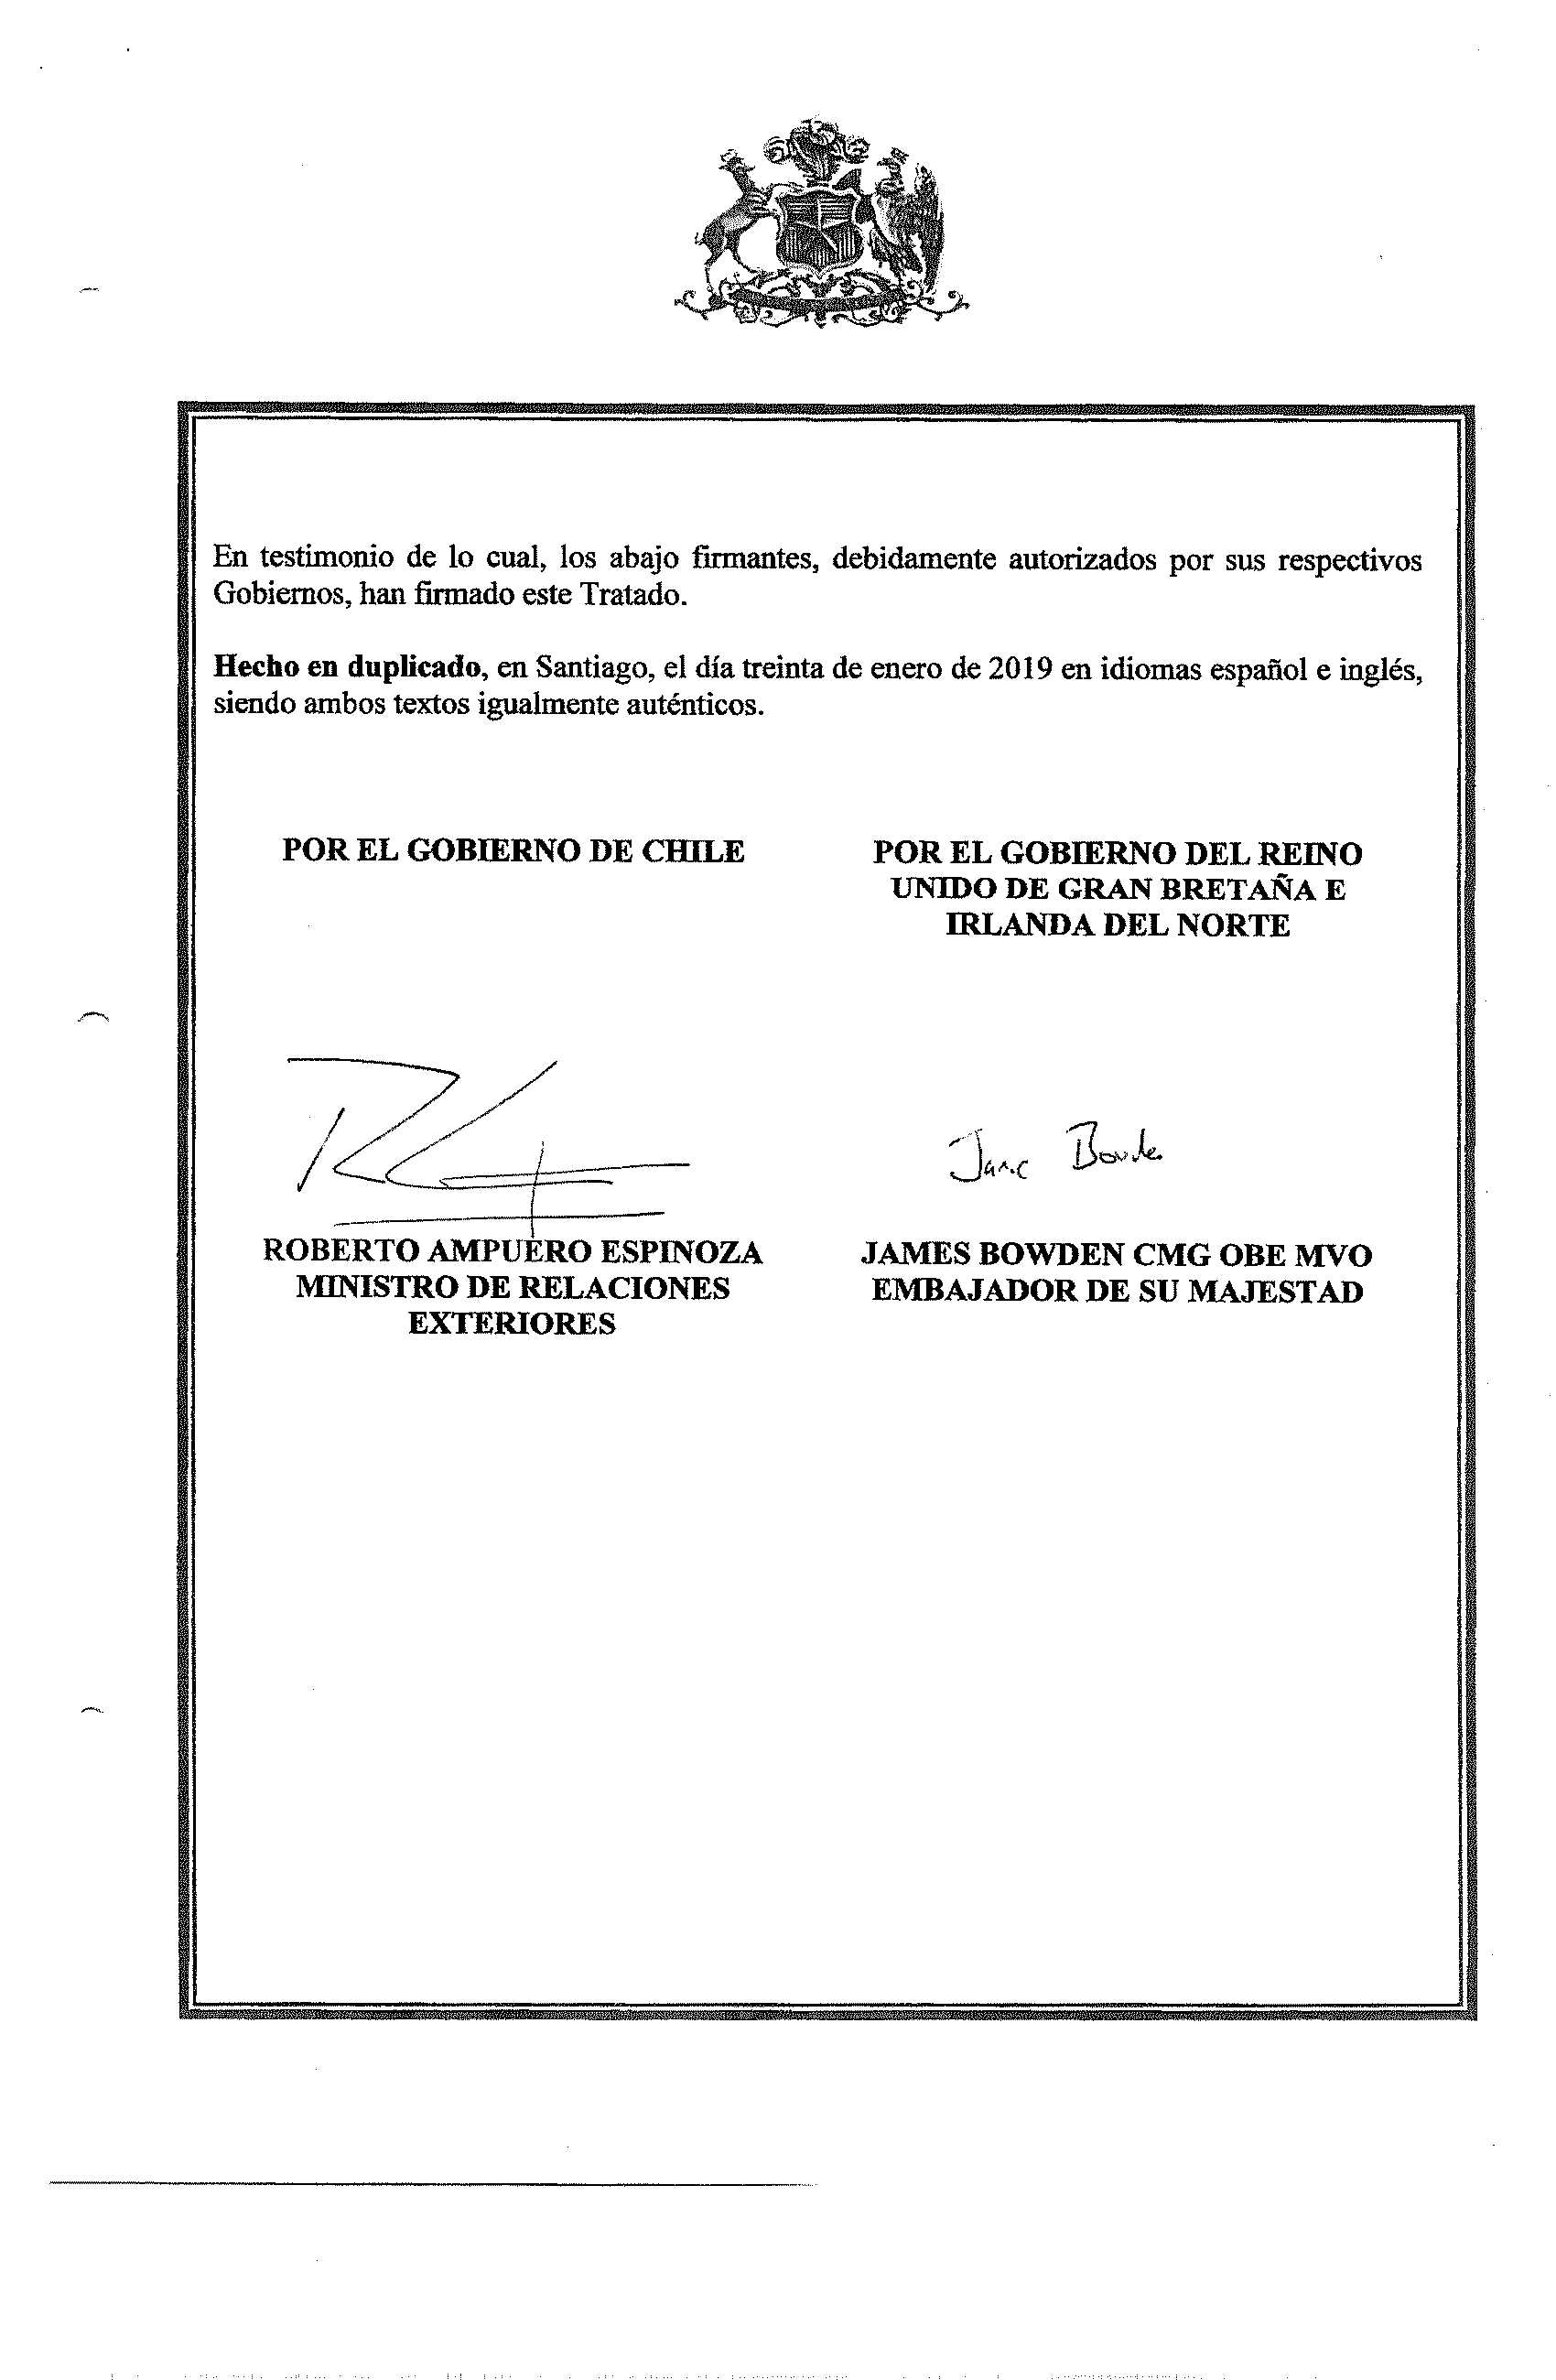 En testimonio de lo cual, los abajo firmantes, debidamente autorizados por sus respectivos
Gobiernos, han firmado este Tratado.
Hecho en duplicado, en Santiago, el día treinta de enero de 2019 en idiomas español e inglés,
siendo ambos textos igualmente auténticos.
POR EL GOBIERNO DE CHILE
POR EL GOBIERNO DEL REINO
UNIDO DE GRAN BRETAÑA E
IRLANDA DEL NORTE
ROBERTO AMPUERO ESPINOZA
MINISTRO DE RELACIONES
EXTERIORES
JAMES BOWDEN CMG OBE MVO
EMBAJADOR DE SU MAJESTAD